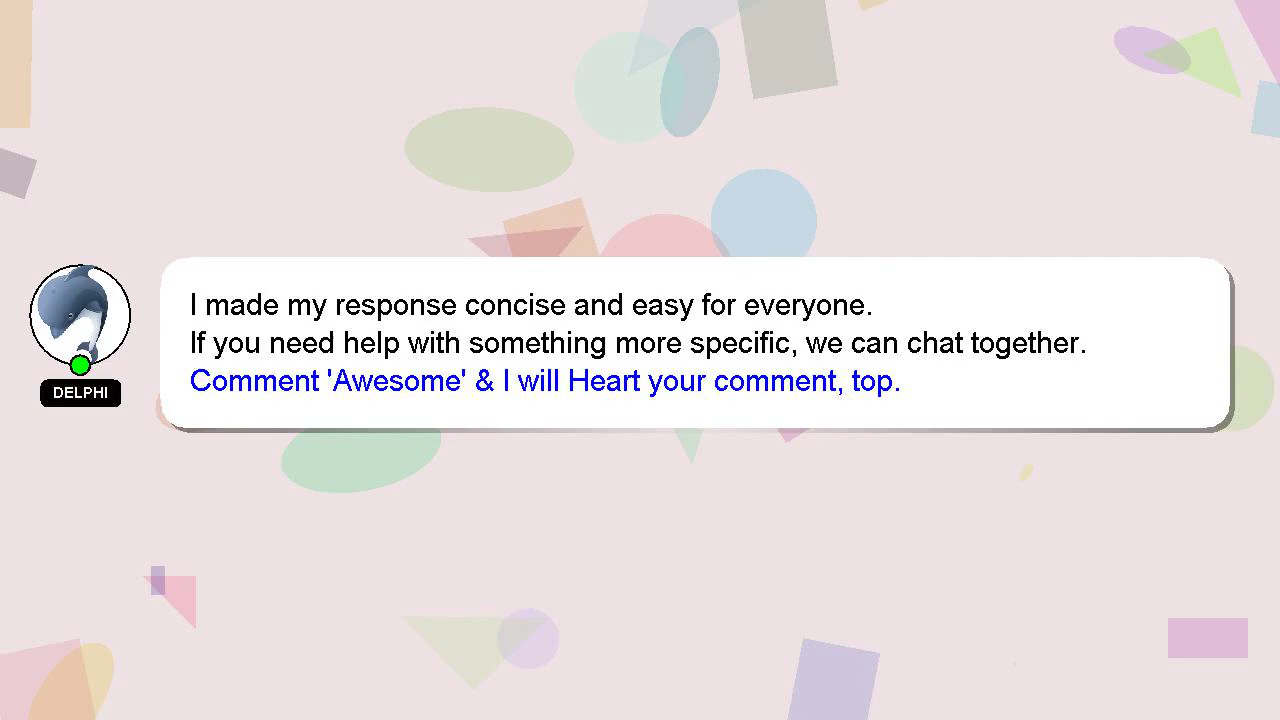 I made my response concise and easy for everyone.
If you need help with something more specific, we can chat together.
Comment 'Awesome' & I will Heart your comment, top.
DELPHI